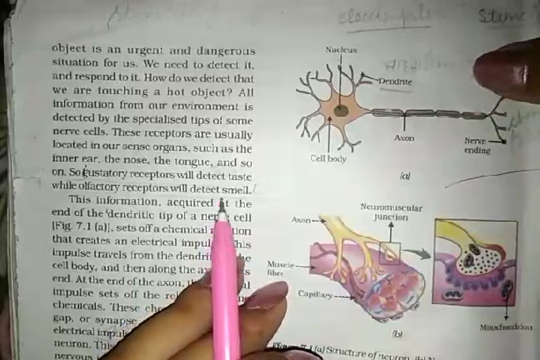 object is an urgent and dangerous
situation for us. We need to detect it,
and respond to it. How do we detect that
we are touching a hot object? All
information from our environment is
detected by the specialised tips of some
nerve cells. These receptors are usually
located in our sense organs, such as the
inner ear, the nose, the tongue, and so
on. So gustatory receptors will detect taste
while olfactory receptors will detect smell.
This information, acquired at the
end of the dendritic tip of a nerve cell
[Fig. 7.1 (a)], sets off a chemical
that creates an electrical
impulse travels from the
cell body, and then along the
end. At the end of the axon,
impulse sets off the
chemicals. These
gap, or synapse,
electrical
neuron.
nervous
Nucleus
Dendrite
Axon
Nerve
ending
Cell body
(a)
Neuromuscular
junction
Axon
Muscle
fibre
Capillary
Mitochondrion
(b)
(a) Structure of neuron, (b)